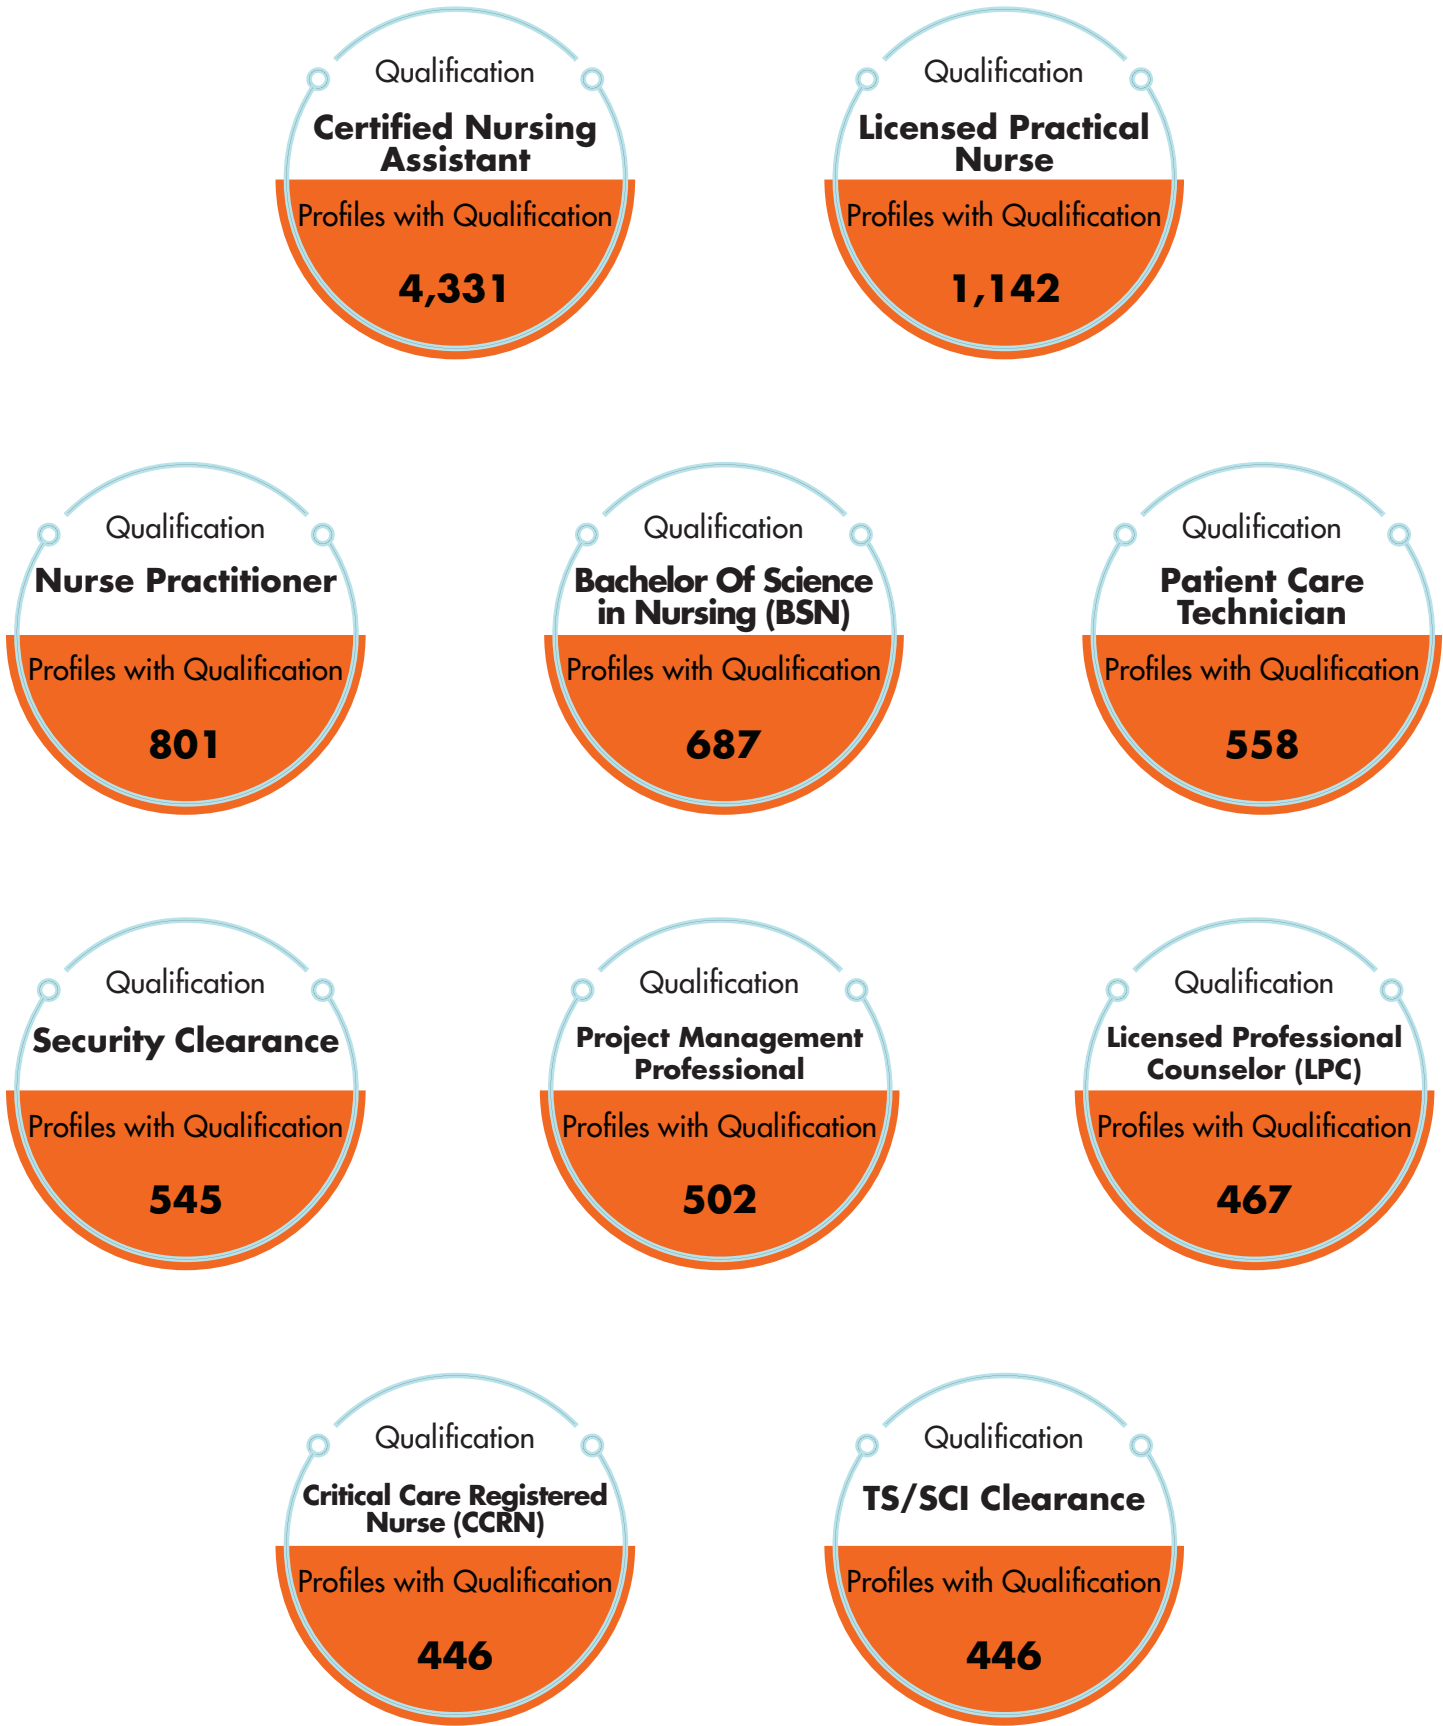 Qualification
Certified Nursing
Assistant
Profiles with Qualification
4,331
Qualification
Licensed Practical
Nurse
Profiles with Qualification
1,142
Qualification
Nurse Practitioner
Profiles with Qualification
801
Qualification
Bachelor Of Science
in Nursing (BSN)
Profiles with Qualification
687
Qualification
Patient Care
Technician
Profiles with Qualification
558
Qualification
Security Clearance
Profiles with Qualification
545
Qualification
Project Management
Professional
Profiles with Qualification
502
Qualification
Licensed Professional
Counselor (LPC)
Profiles with Qualification
467
Qualification
Critical Care Registered
Nurse (CCRN)
Profiles with Qualification
446
Qualification
TS/SCI Clearance
Profiles with Qualification
446